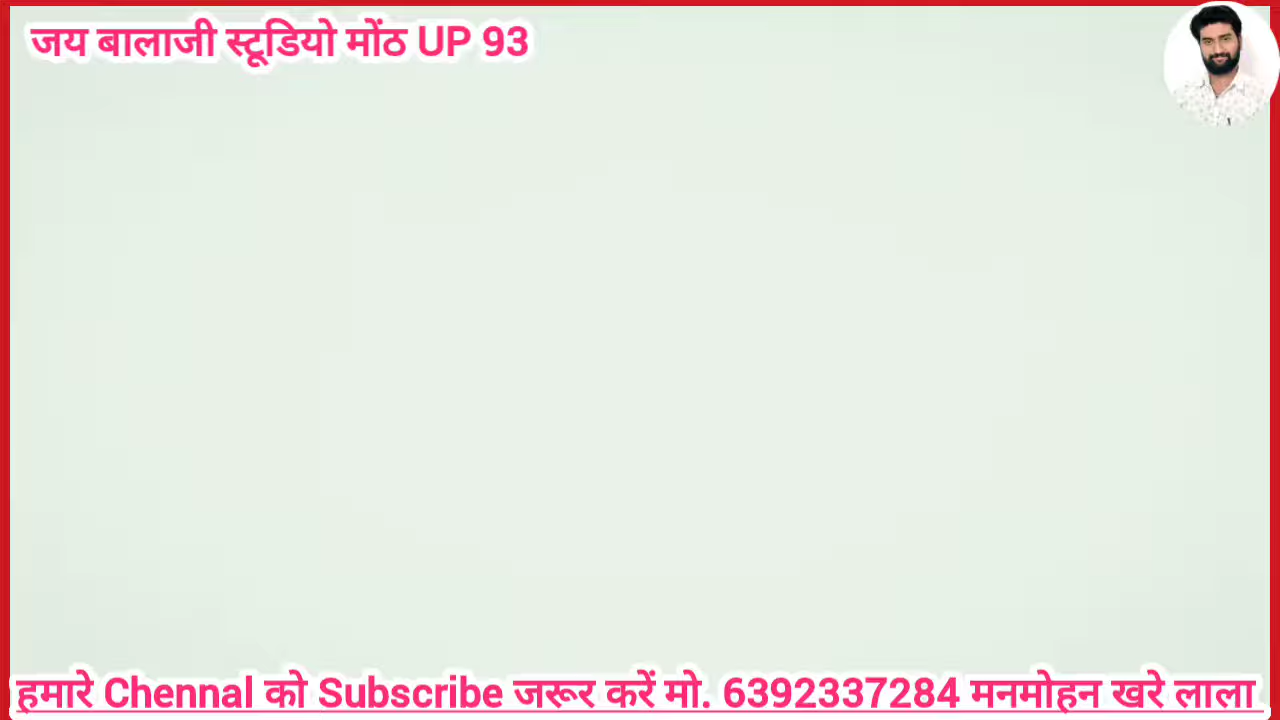 जय बालाजी स्टूडियो मोंठ UP 93
हमारे Chennal को Subscribe जरूर करें मो. 6392337284 मनमोहन खरे लाला